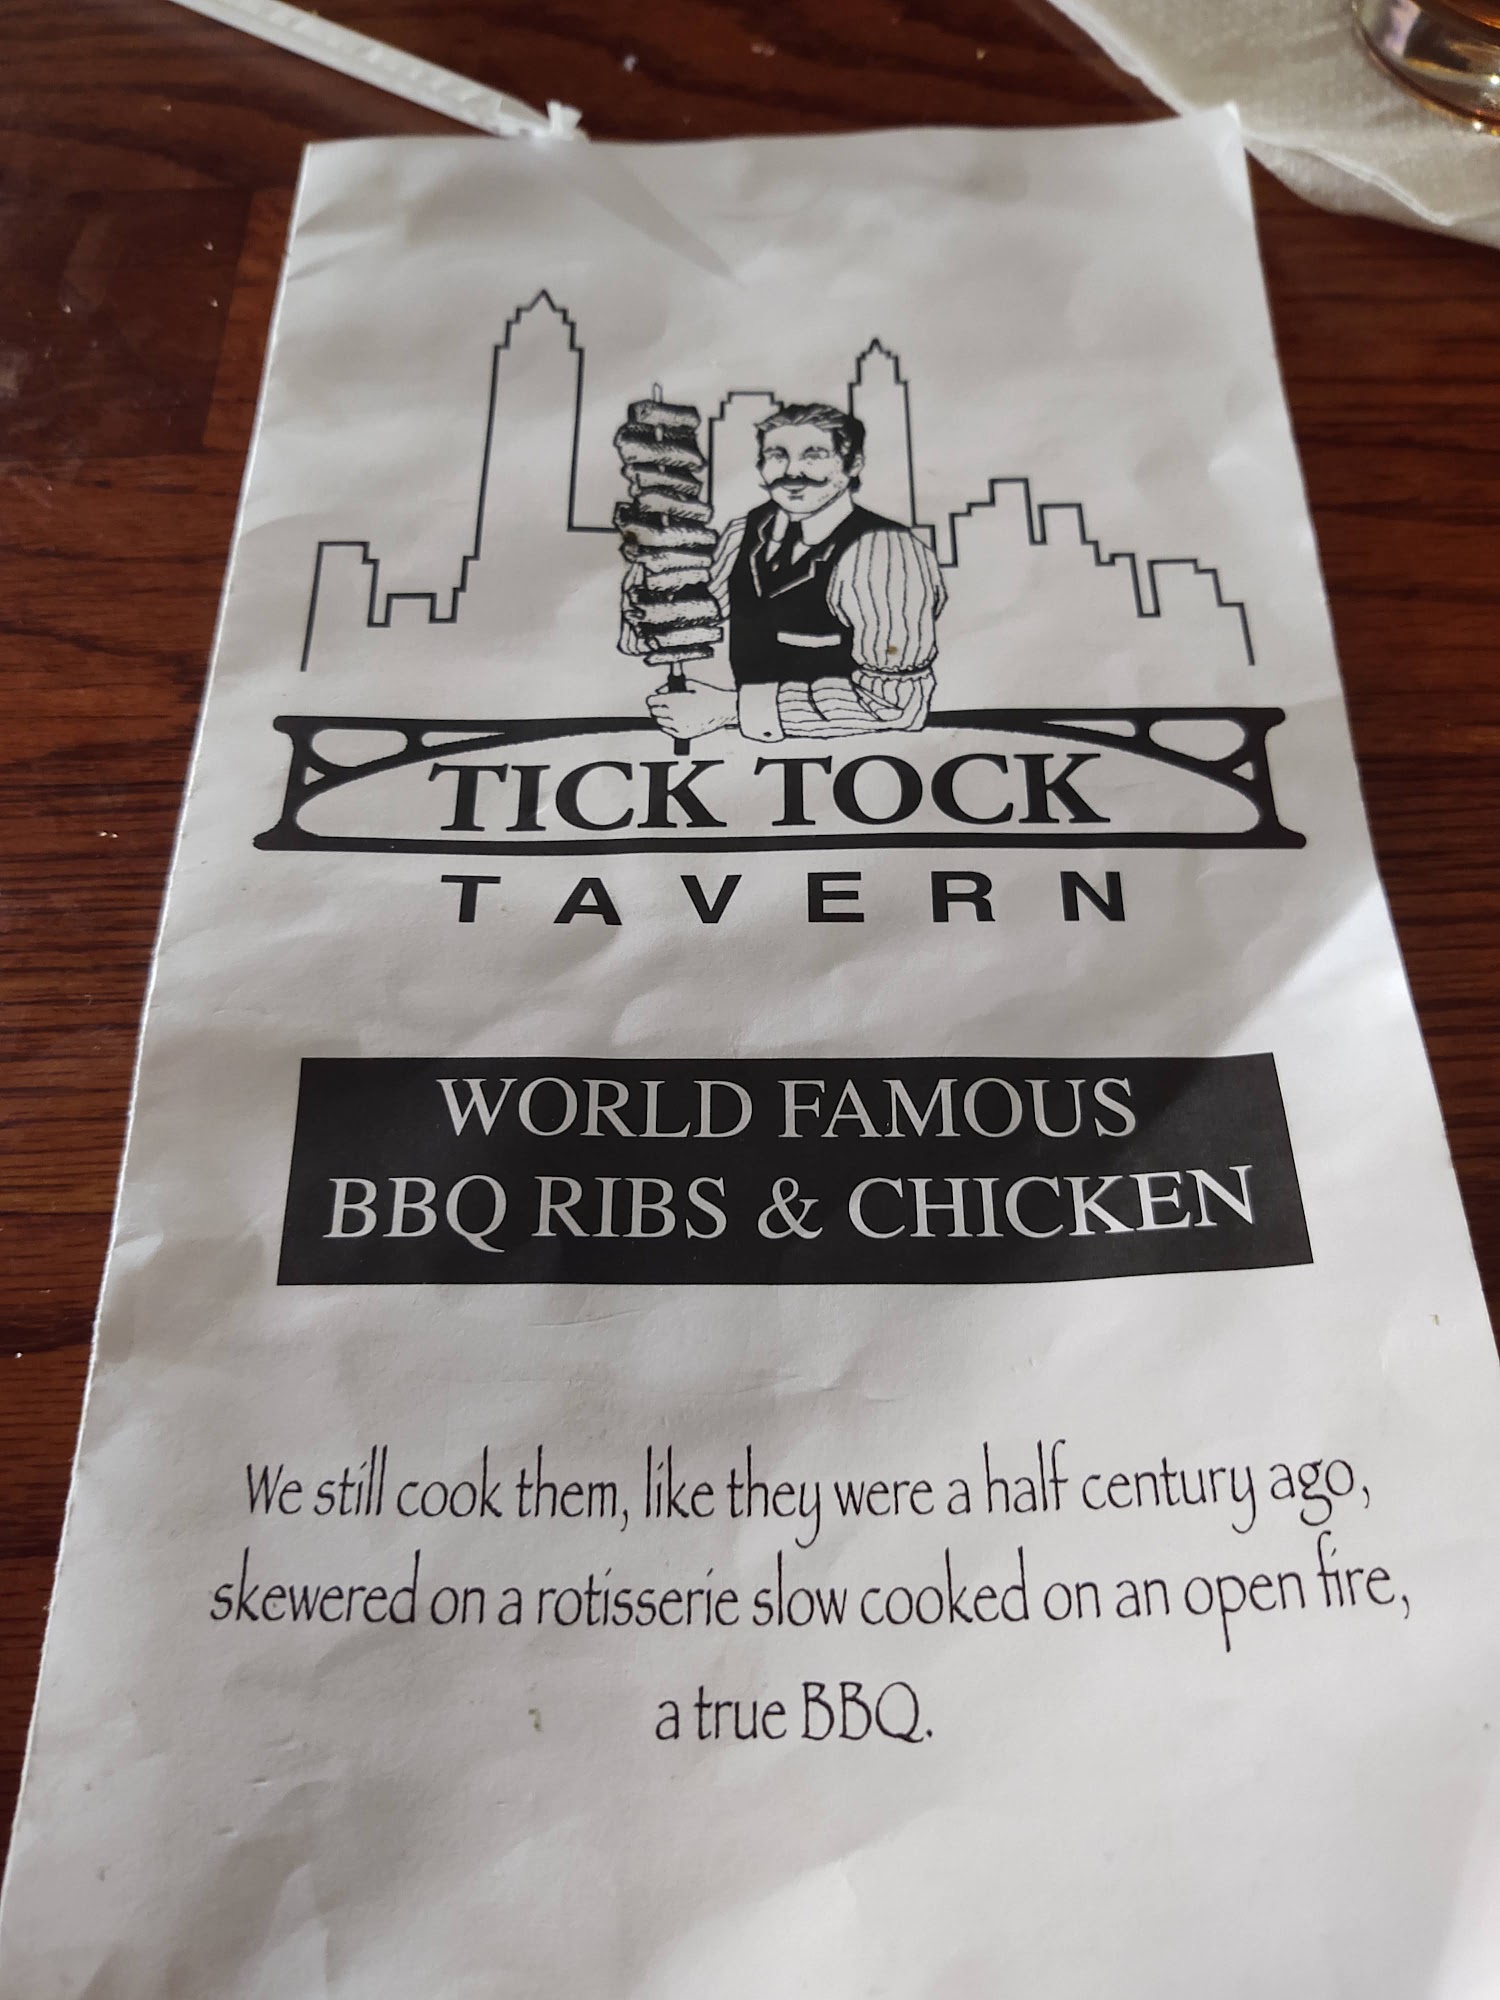 TICK TOCK
TAVERN
WORLD FAMOUS
BBQ RIBS & CHICKEN
We still cook them, like they were a half century ago,
skewered on a rotisserie slow cooked on an open fire,
a true BBQ.